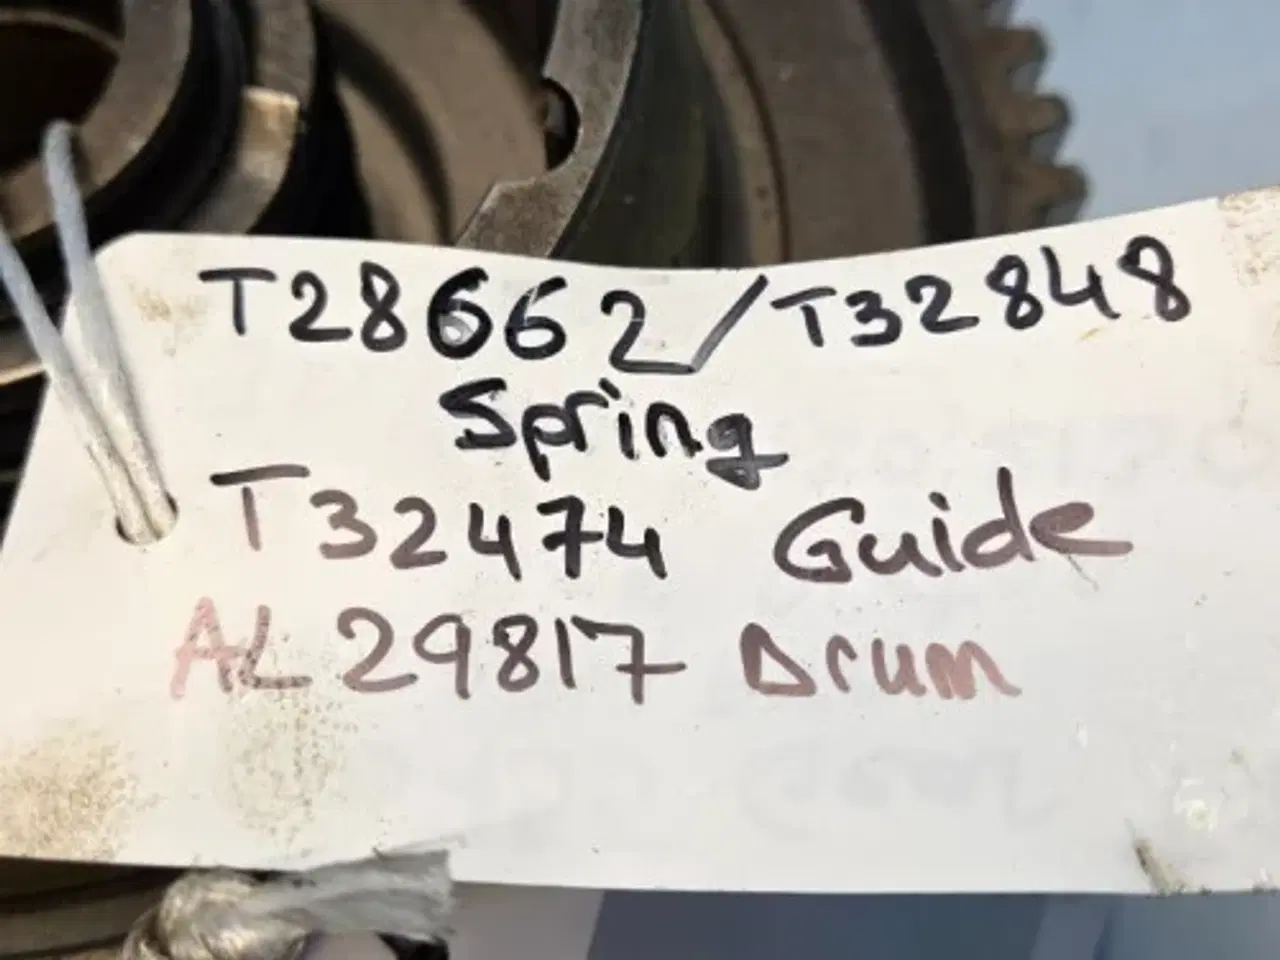 T28662/T32848
Spring
T32474 Guide
AL29817 Drum